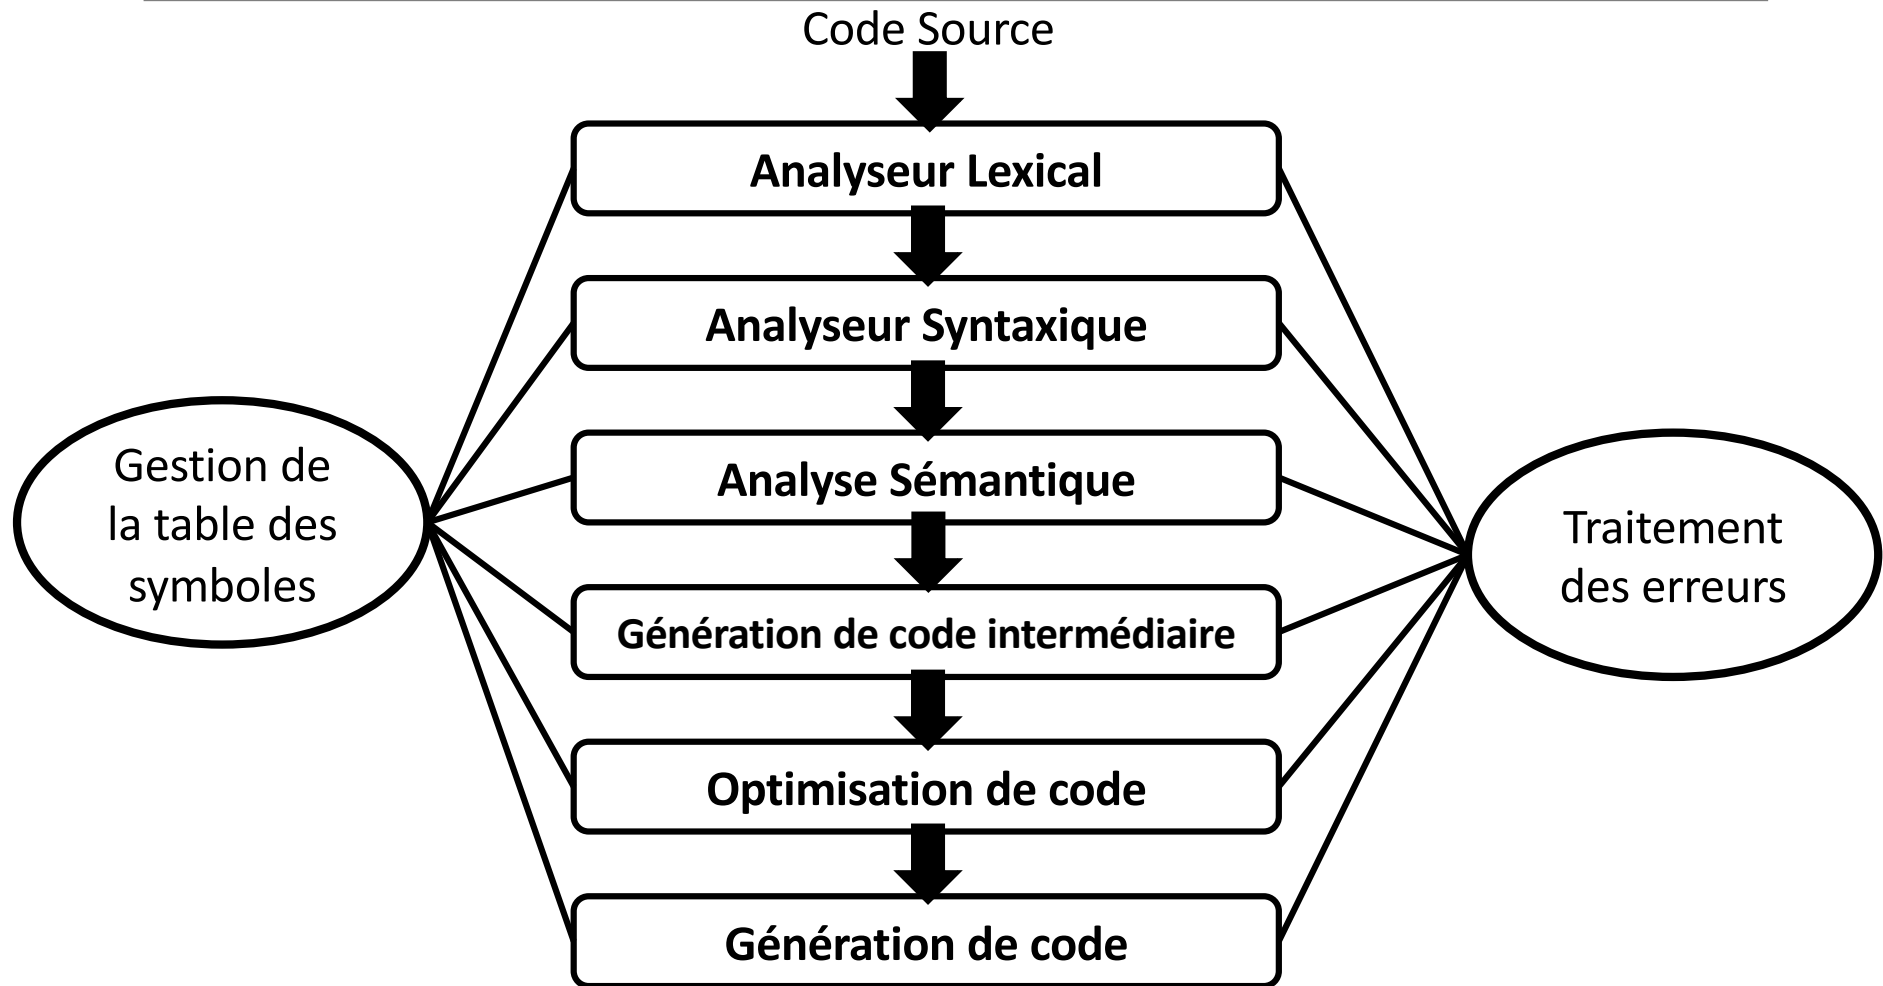 Code Source
Analyseur Lexical
Analyseur Syntaxique
Analyse Sémantique
Génération de code intermédiaire
Optimisation de code
Génération de code
Gestion de
la table des
symboles
Traitement
des erreurs